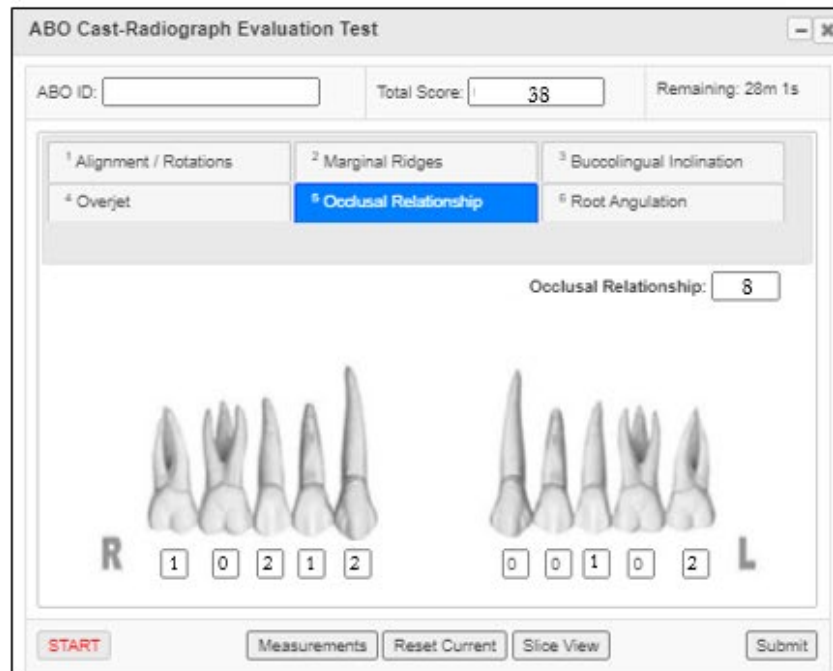 ABO Cast-Radiograph Evaluation Test
ABO ID: Total Score: 38 Remaining: 28m 1s
1 Alignment / Rotations 2 Marginal Ridges 3 Buccolingual Inclination
4 Overjet 5 Occlusal Relationship 6 Root Angulation
Occlusal Relationship: 8
R 1 0 2 1 2 0 0 1 0 2 L
START Measurements Reset Current Slice View Submit